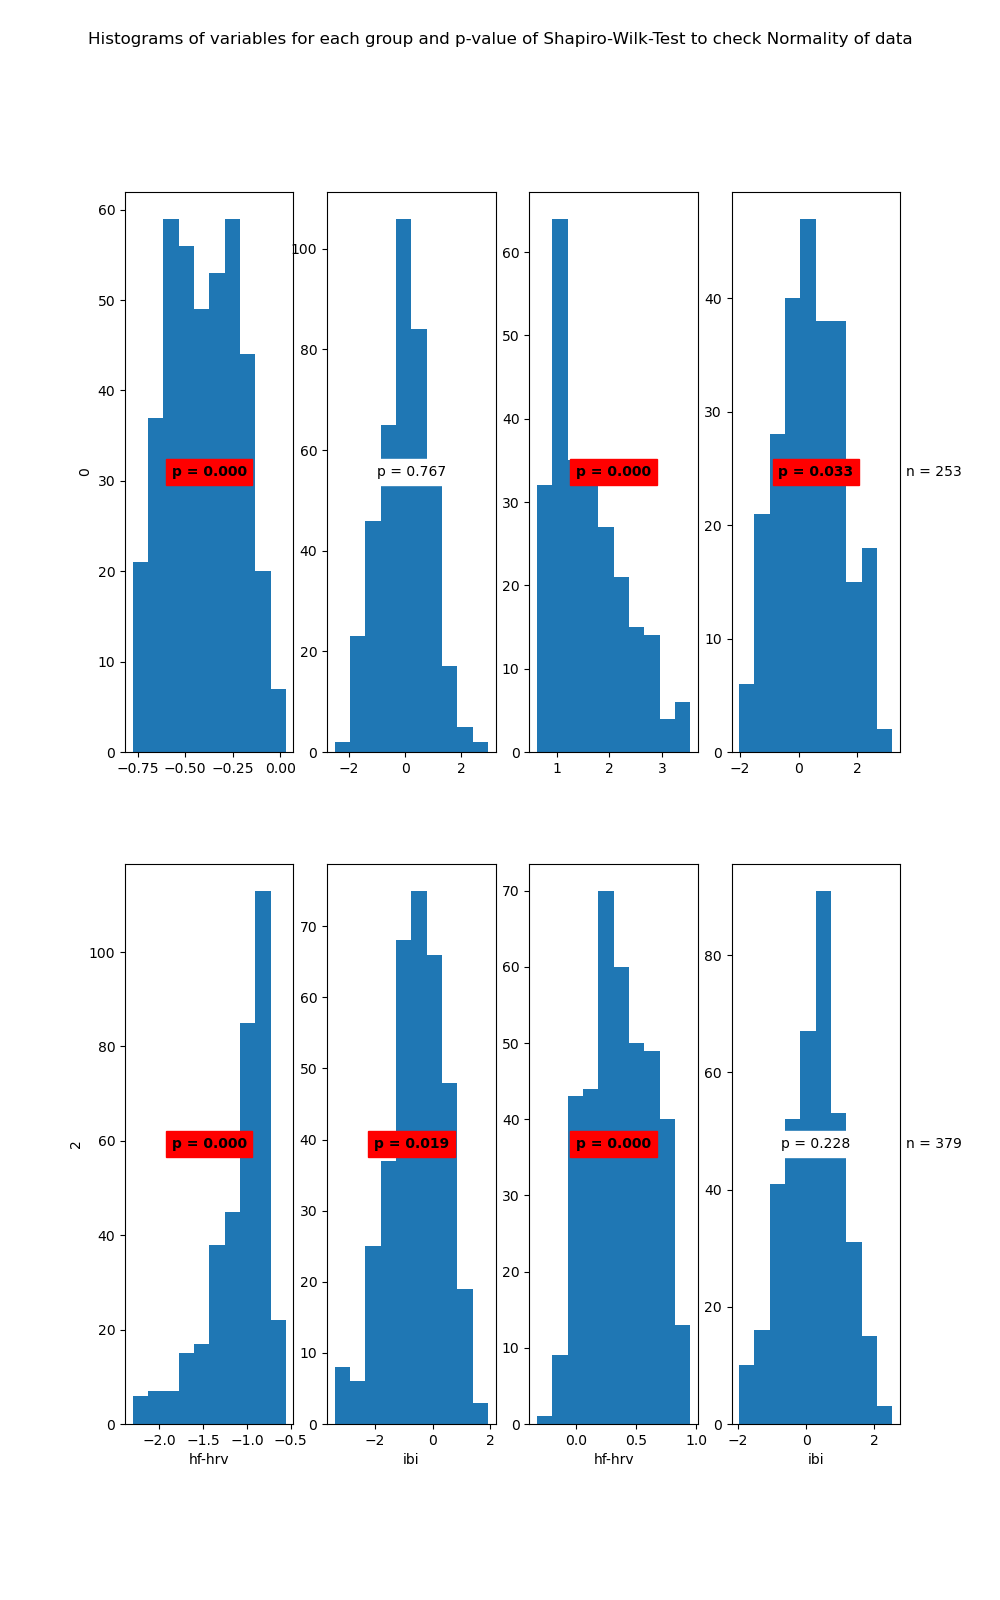 Histograms of variables for each group and p-value of Shapiro-Wilk-Test to check Normality of data
60
50
40
30
20
10
0
0
p = 0.000
−0.75 −0.50 −0.25 0.00
100
80
60
40
20
0
p = 0.767
−2 0 2
60
50
40
30
20
10
0
p = 0.000
1 2 3
40
30
20
10
0
p = 0.033
−2 0 2
n = 253
100
80
60
40
20
0
2
p = 0.000
−2.0 −1.5 −1.0 −0.5
hf-hrv
70
60
50
40
30
20
10
0
p = 0.019
−2 0 2
ibi
70
60
50
40
30
20
10
0
p = 0.000
0.0 0.5 1.0
hf-hrv
80
60
40
20
0
p = 0.228
−2 0 2
ibi
n = 379